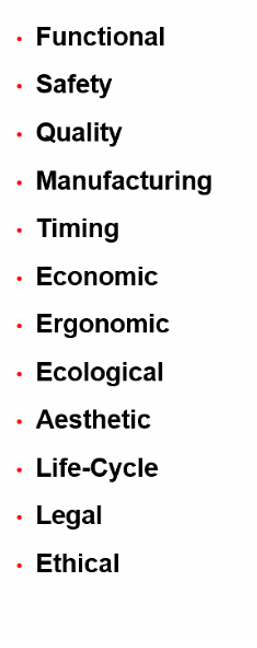 • Functional
• Safety
• Quality
• Manufacturing
• Timing
• Economic
• Ergonomic
• Ecological
• Aesthetic
• Life-Cycle
• Legal
• Ethical